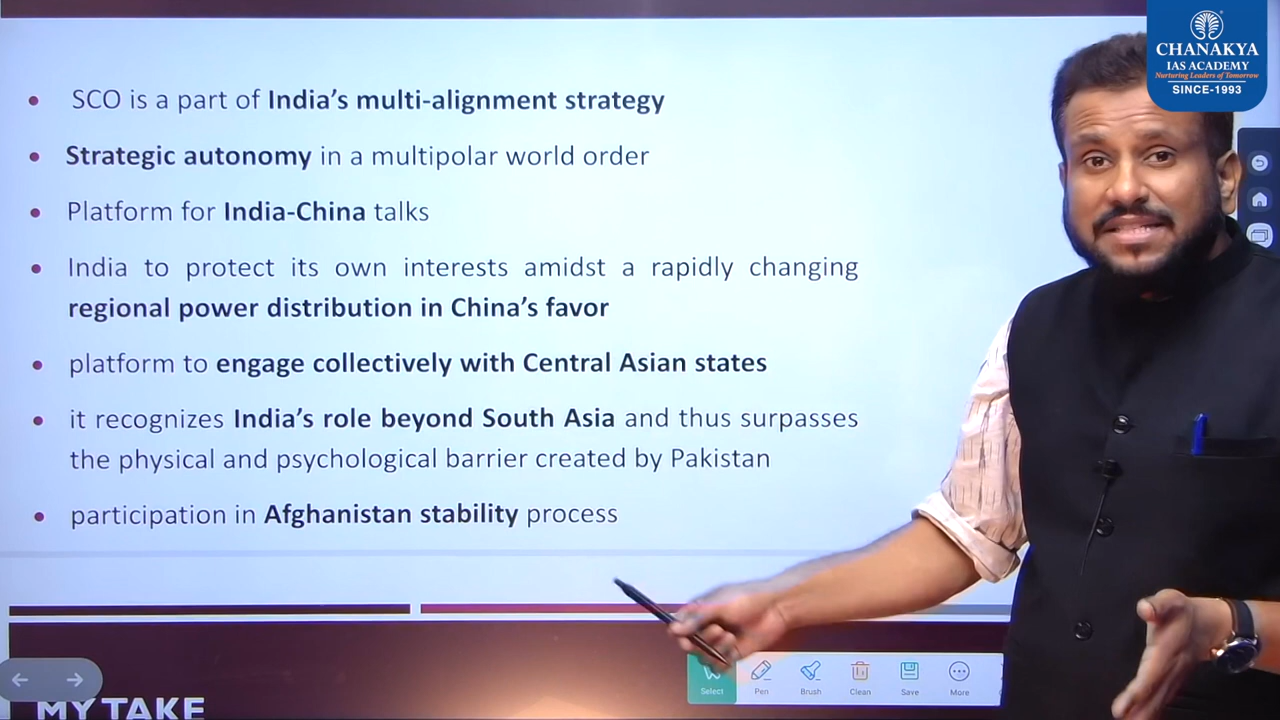 CHANAKYA
IAS ACADEMY
Nurturing Leaders of Tomorrow
SINCE-1993
• SCO is a part of India's multi-alignment strategy
• Strategic autonomy in a multipolar world order
• Platform for India-China talks
• India to protect its own interests amidst a rapidly changing
regional power distribution in China's favor
• platform to engage collectively with Central Asian states
• it recognizes India's role beyond South Asia and thus surpasses
the physical and psychological barrier created by Pakistan
• participation in Afghanistan stability process
Select
Pen
Brush
Clean
Save
More
MY TAKE